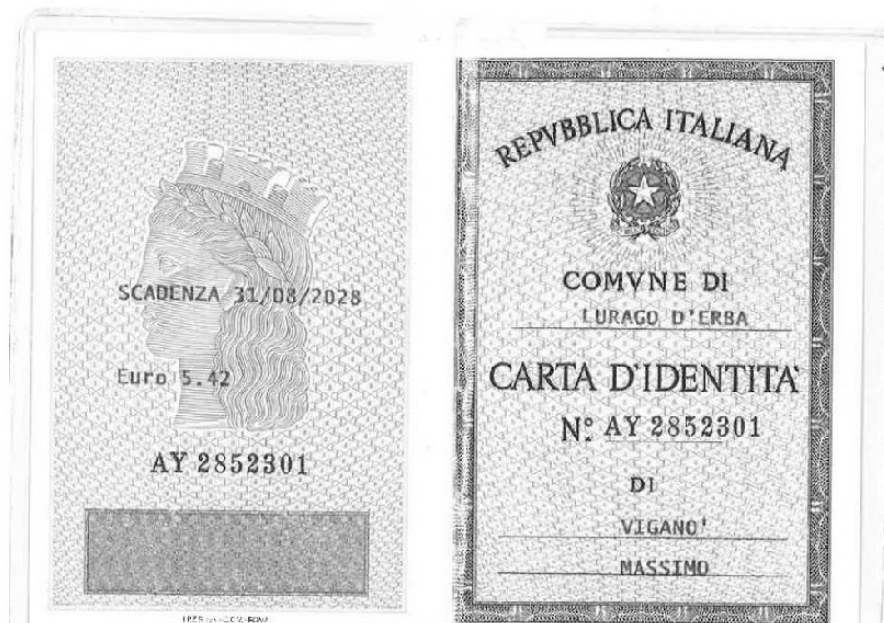 SCADENZA 31/08/2028
Euro 5.42
AY 2852301
REPVBBLICA ITALIANA
COMVNE DI
LURAGO D'ERBA
CARTA D'IDENTITA'
N° AY 2852301
DI
VIGANO'
MASSIMO